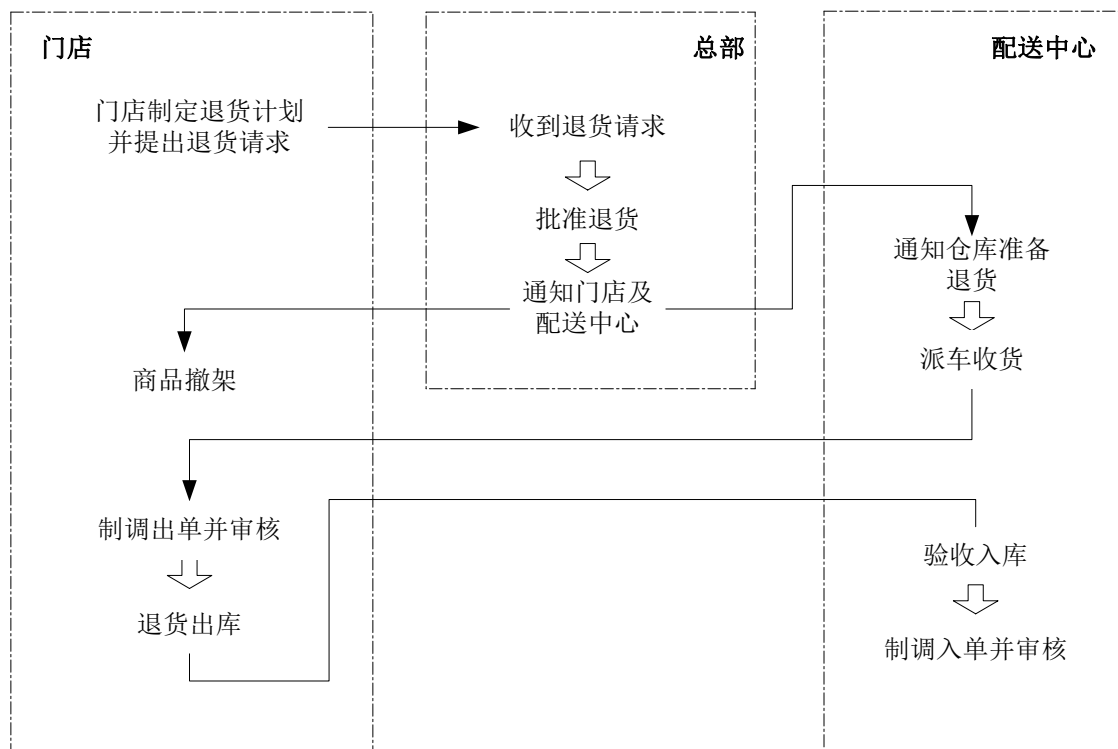 门店
总部
配送中心
门店制定退货计划
并提出退货请求
收到退货请求
批准退货
通知门店及
配送中心
通知仓库准备
退货
派车收货
商品撤架
制调出单并审核
退货出库
验收入库
制调入单并审核